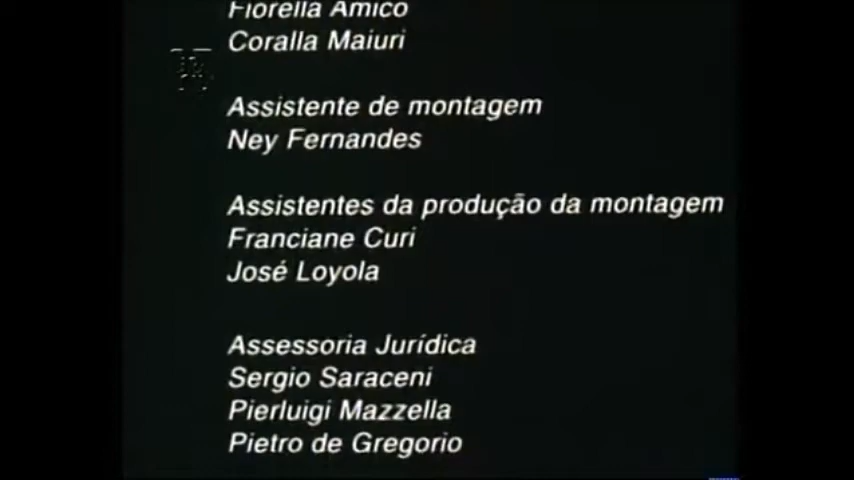 Fiorella Amico
Coralla Maiuri
Assistente de montagem
Ney Fernandes
Assistentes da produção da montagem
Franciane Curi
José Loyola
Assessoria Jurídica
Sergio Saraceni
Pierluigi Mazzella
Pietro de Gregorio